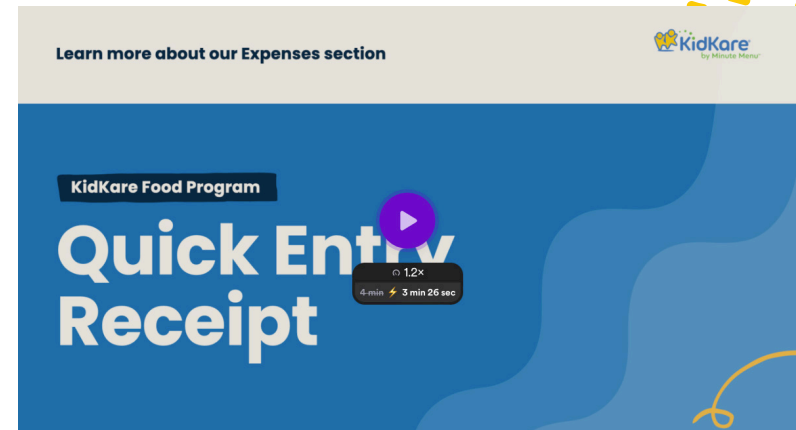 Learn more about our Expenses section
KidKare
by Minute Menu
KidKare Food Program
Quick Entry
Receipt
1.2×
4 min ⚡ 3 min 26 sec